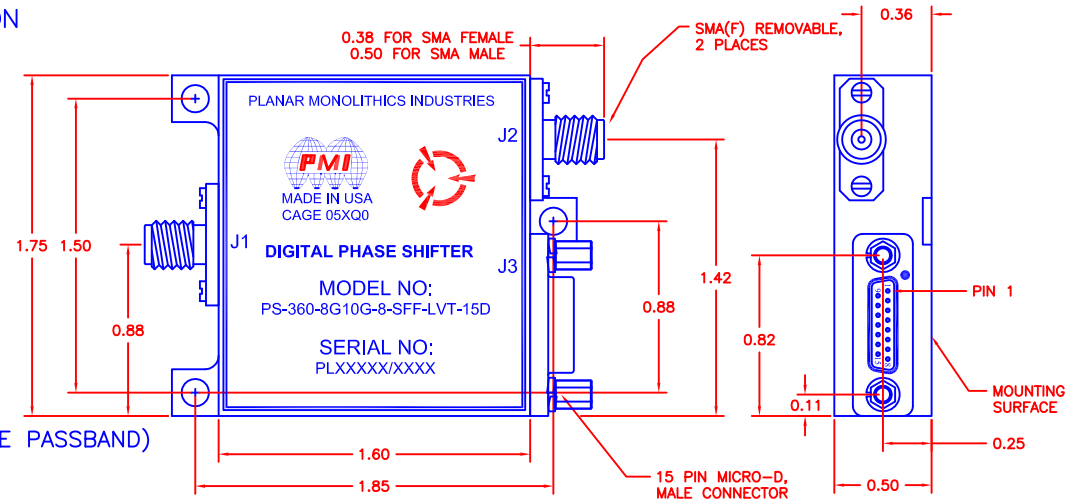 ON
0.38 FOR SMA FEMALE
0.50 FOR SMA MALE
SMA(F) REMOVABLE,
2 PLACES
0.36
PLANAR MONOLITHICS INDUSTRIES
J2
PMI
MADE IN USA
CAGE 05XQ0
J1
DIGITAL PHASE SHIFTER
J3
MODEL NO:
PS-360-8G10G-8-SFF-LVT-15D
SERIAL NO:
PLXXXXX/XXXX
1.75
1.50
0.88
1.42
0.88
0.82
0.11
PIN 1
1
9
8
15
MOUNTING
SURFACE
0.25
0.50
E PASSBAND)
1.60
1.85
15 PIN MICRO-D,
MALE CONNECTOR